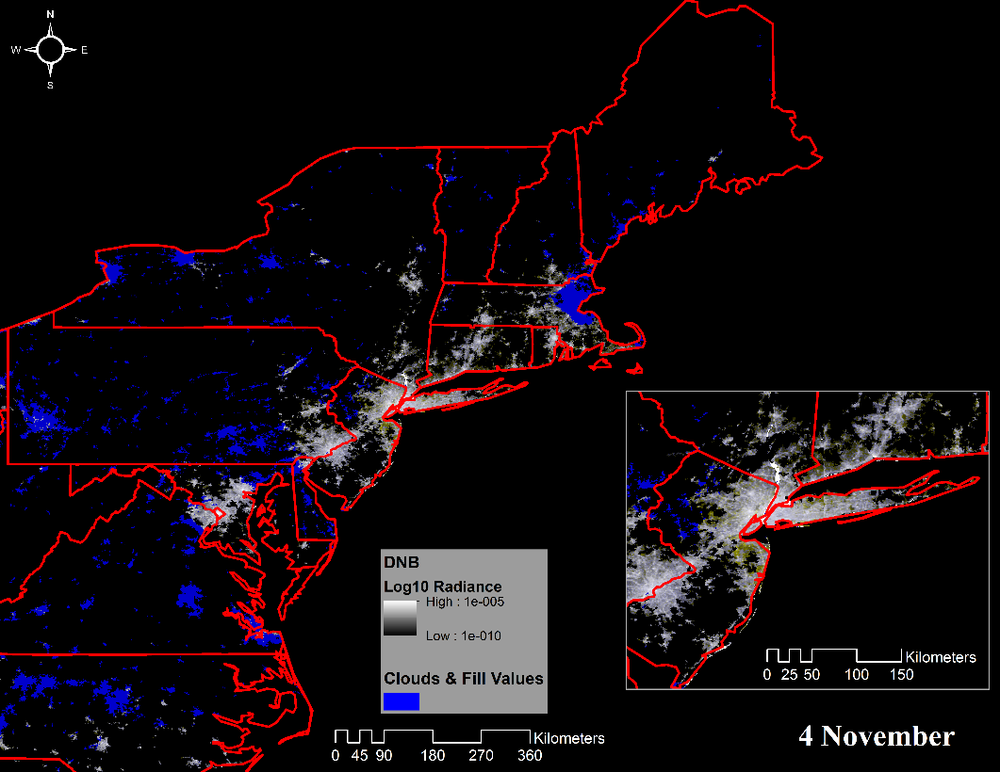 N
W E
S
DNB
Log10 Radiance
High : 1e-005
Low : 1e-010
Clouds & Fill Values
Kilometers
0 45 90 180 270 360
Kilometers
0 25 50 100 150
4 November